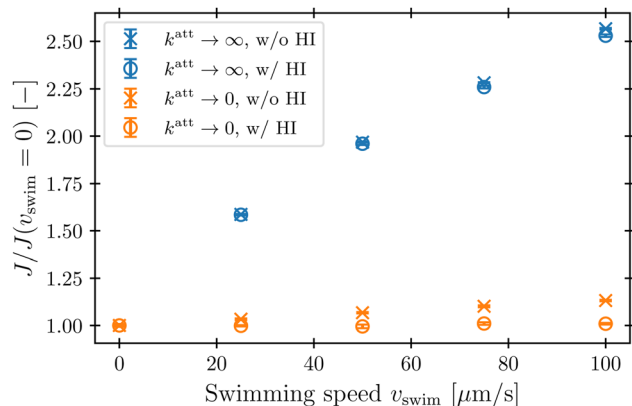 2.50
2.25
2.00
1.75
1.50
1.25
1.00
J/J(v_swim = 0) [−]
k^att → ∞, w/o HI
k^att → ∞, w/ HI
k^att → 0, w/o HI
k^att → 0, w/ HI
0 20 40 60 80 100
Swimming speed v_swim [μm/s]